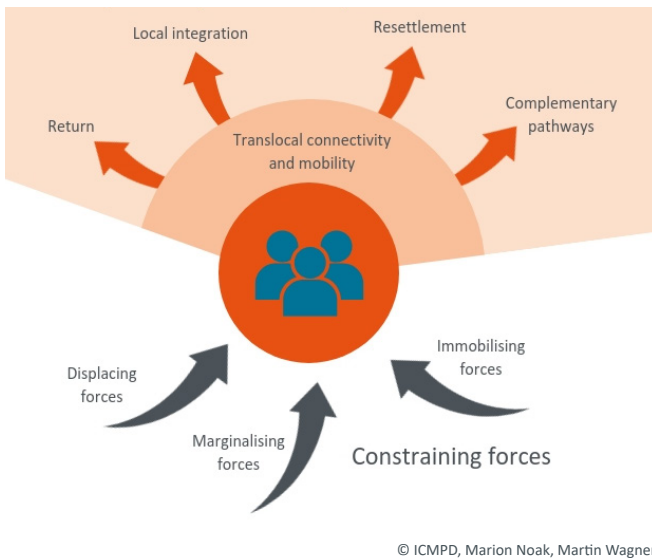 Local integration
Resettlement
Return
Complementary
pathways
Translocal connectivity
and mobility
Displacing
forces
Marginalising
forces
Immobilising
forces
Constraining forces
© ICMPD, Marion Noak, Martin Wagne